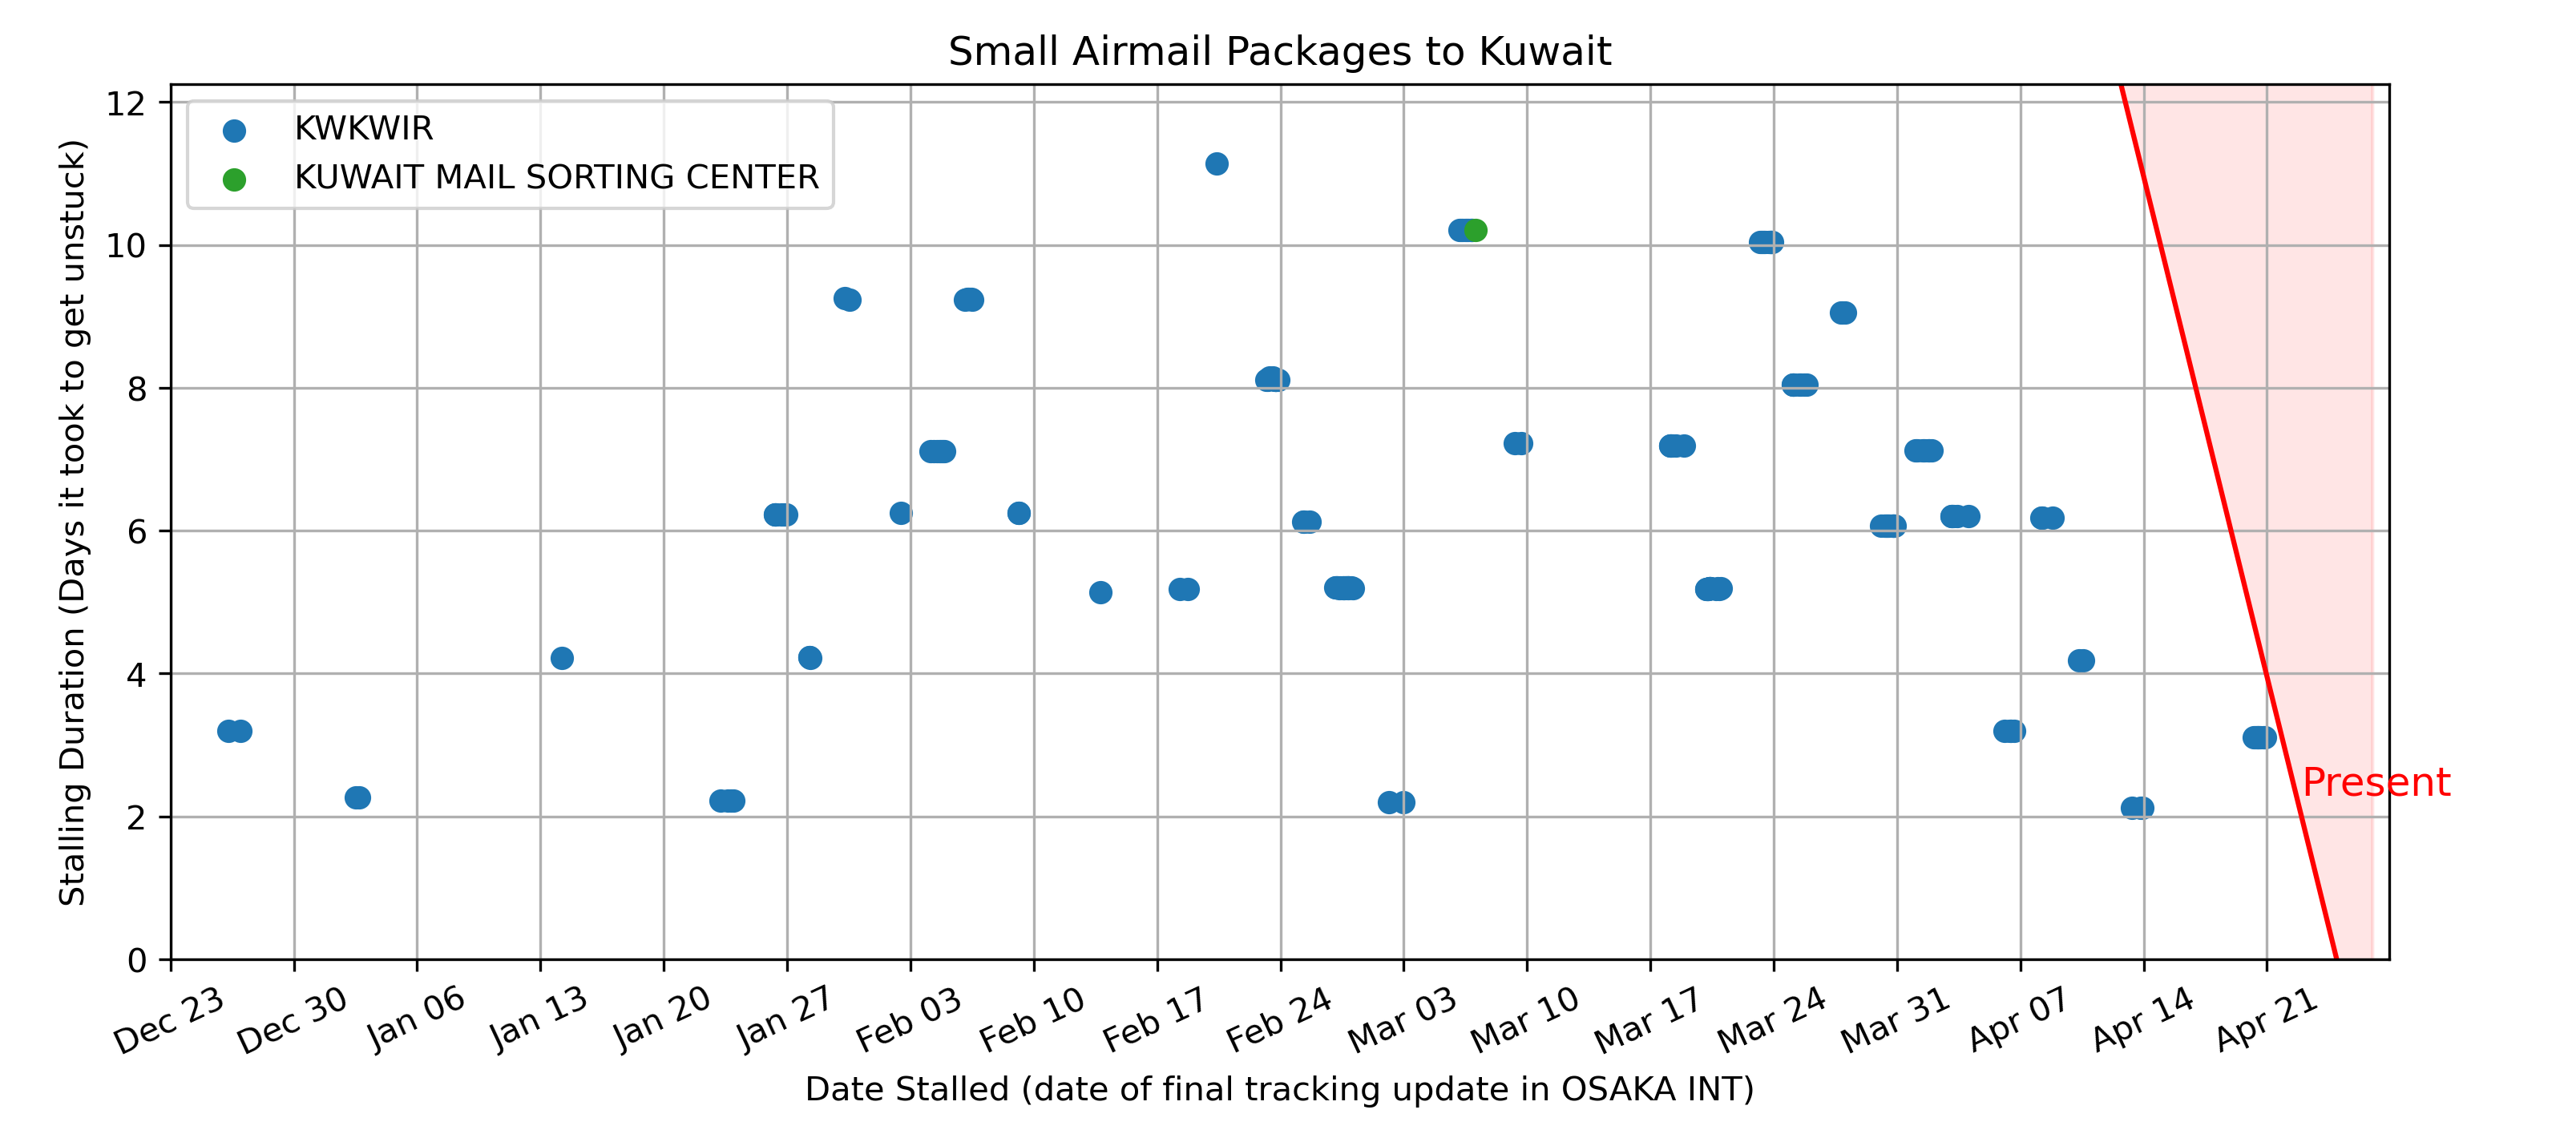 Small Airmail Packages to Kuwait
KWKWIR
KUWAIT MAIL SORTING CENTER
Stalling Duration (Days it took to get unstuck)
12
10
8
6
4
2
0
Present
Dec 23
Dec 30
Jan 06
Jan 13
Jan 20
Jan 27
Feb 03
Feb 10
Feb 17
Feb 24
Mar 03
Mar 10
Mar 17
Mar 24
Mar 31
Apr 07
Apr 14
Apr 21
Date Stalled (date of final tracking update in OSAKA INT)